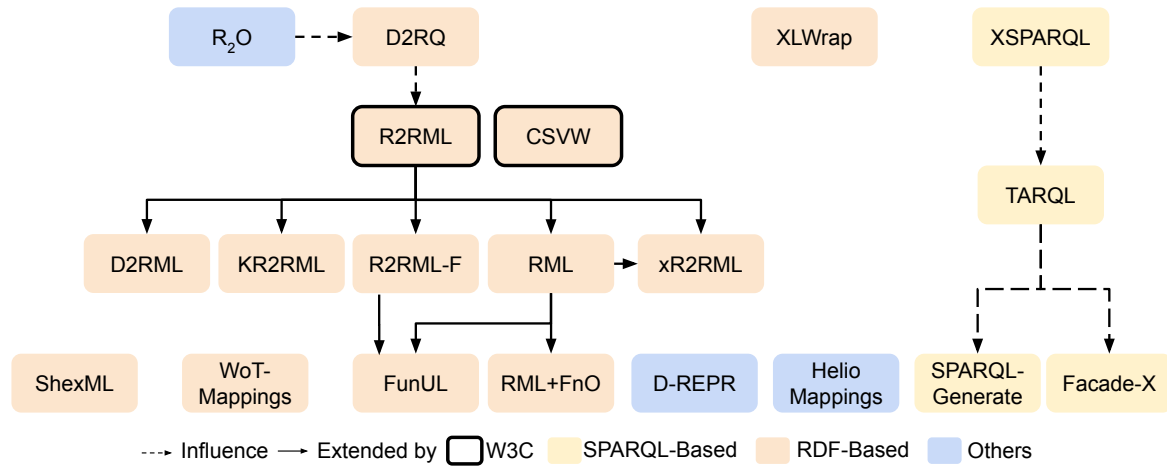 R2O
D2RQ
XLWrap
XSPARQL
R2RML
CSVW
TARQL
D2RML
KR2RML
R2RML-F
RML
xR2RML
ShexML
WoT-
Mappings
FunUL
RML+FnO
D-REPR
Helio
Mappings
SPARQL-
Generate
Facade-X
Influence
Extended by
W3C
SPARQL-Based
RDF-Based
Others